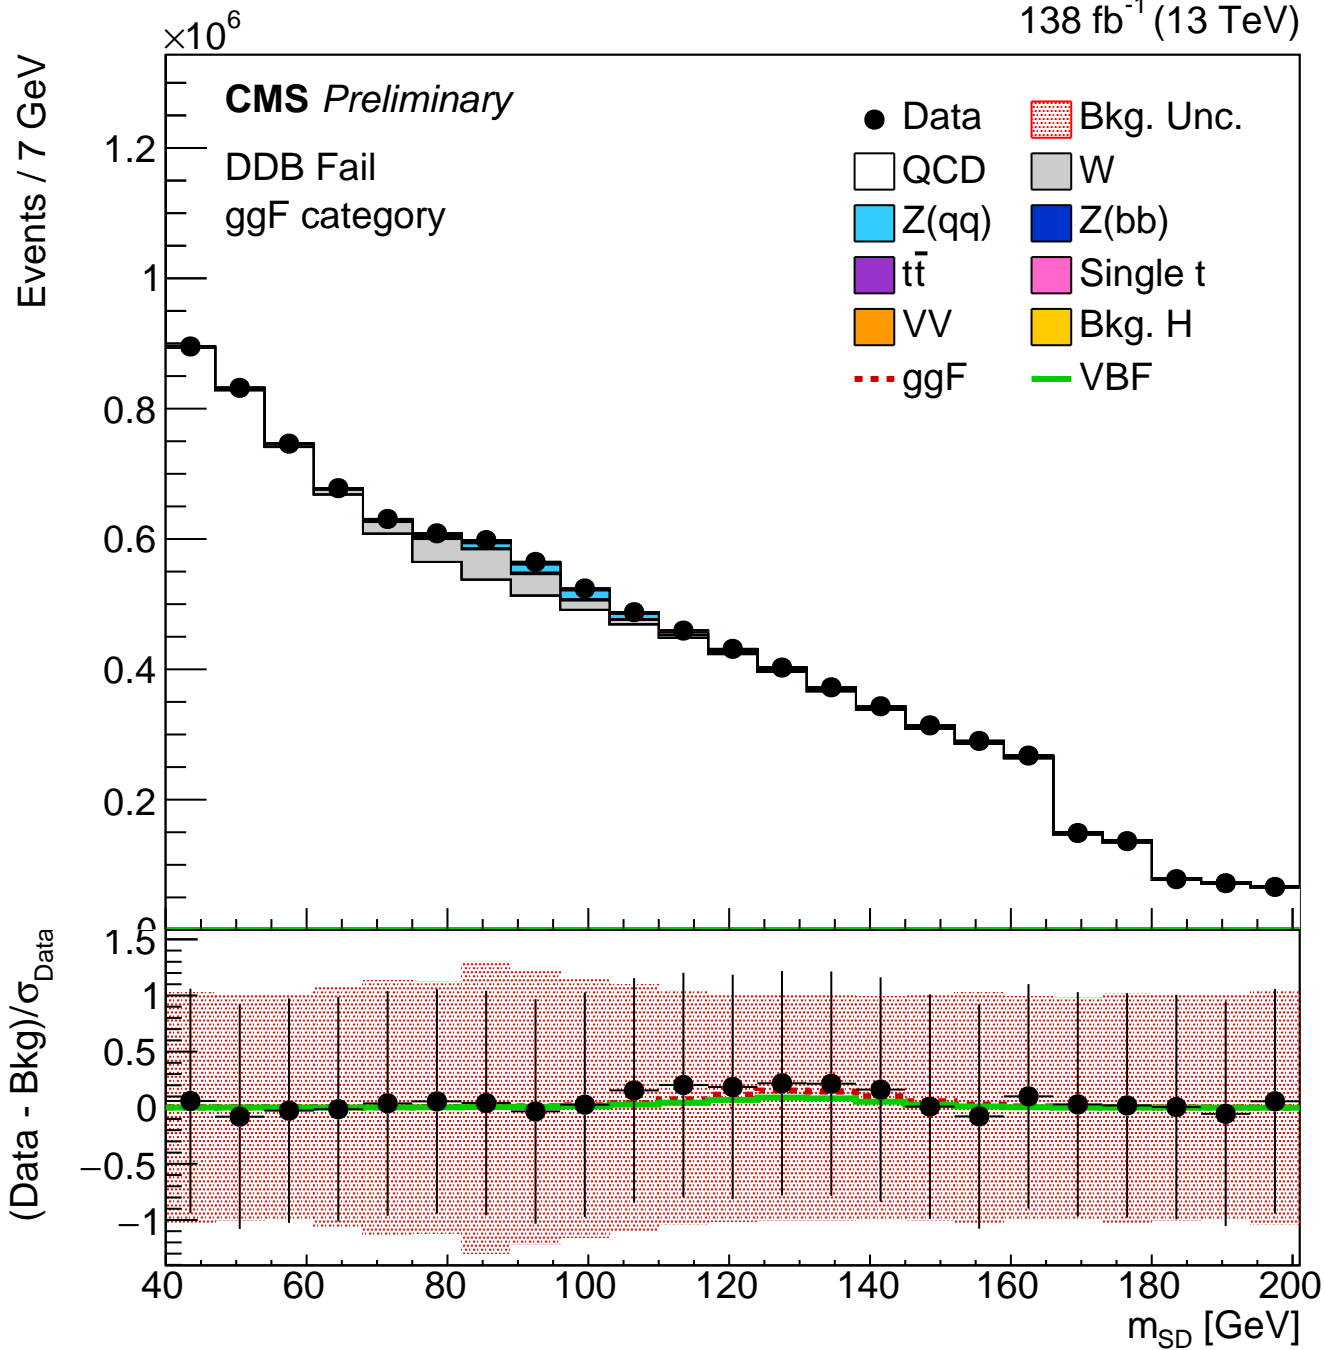 ×10⁶
138 fb⁻¹ (13 TeV)
Events / 7 GeV
CMS Preliminary
DDB Fail
ggF category
Data
Bkg. Unc.
QCD
W
Z(qq)
Z(bb)
tt̄
Single t
VV
Bkg. H
ggF
VBF
1.2
1
0.8
0.6
0.4
0.2
0
(Data - Bkg)/σ_Data
1.5
1
0.5
0
−0.5
−1
40 60 80 100 120 140 160 180 200
m_SD [GeV]